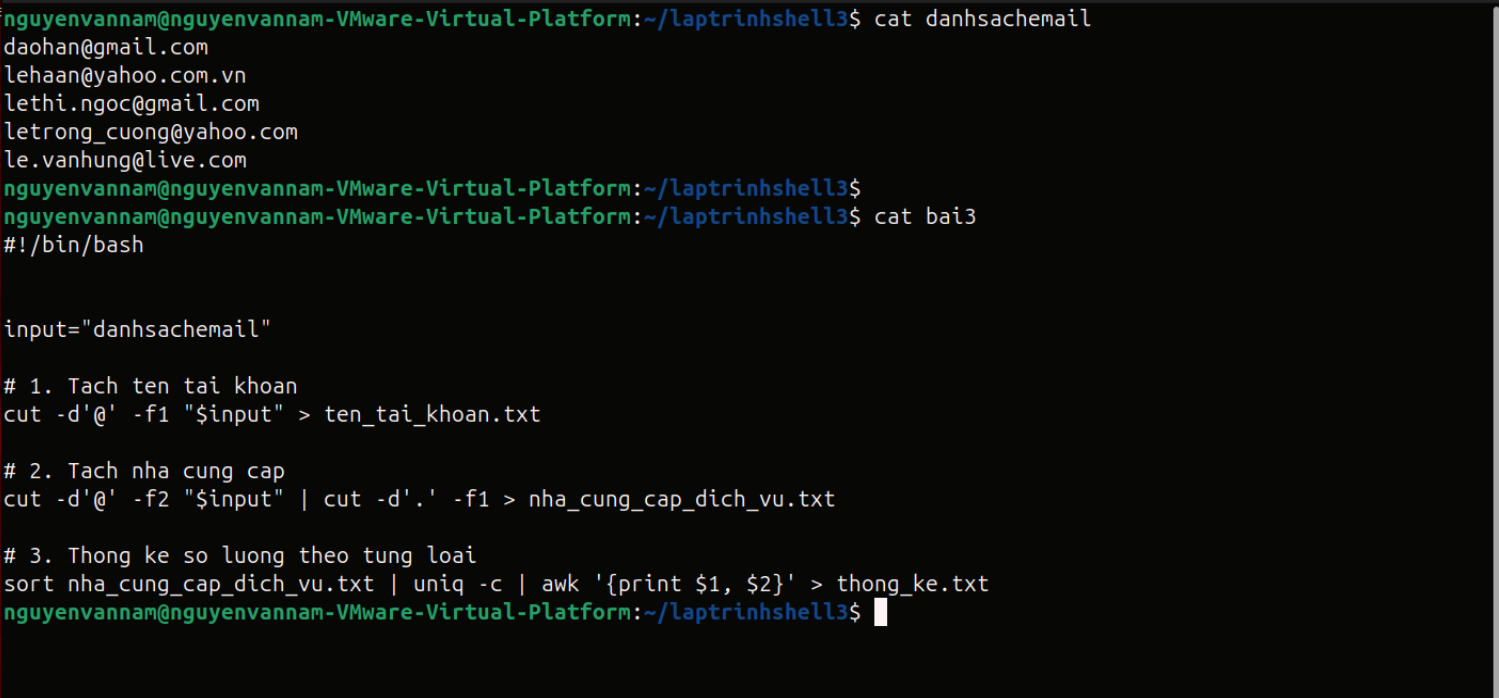 nguyenvannam@nguyenvannam-VMware-Virtual-Platform:~/laptrinhshell3$ cat danhsachemail
daohan@gmail.com
lehaan@yahoo.com.vn
lethi.ngoc@gmail.com
letrong_cuong@yahoo.com
le.vanhung@live.com
nguyenvannam@nguyenvannam-VMware-Virtual-Platform:~/laptrinhshell3$
nguyenvannam@nguyenvannam-VMware-Virtual-Platform:~/laptrinhshell3$ cat bai3
#!/bin/bash
input="danhsachemail"
# 1. Tach ten tai khoan
cut -d'@' -f1 "$input" > ten_tai_khoan.txt
# 2. Tach nha cung cap
cut -d'@' -f2 "$input" | cut -d'.' -f1 > nha_cung_cap_dich_vu.txt
# 3. Thong ke so luong theo tung loai
sort nha_cung_cap_dich_vu.txt | uniq -c | awk '{print $1, $2}' > thong_ke.txt
nguyenvannam@nguyenvannam-VMware-Virtual-Platform:~/laptrinhshell3$